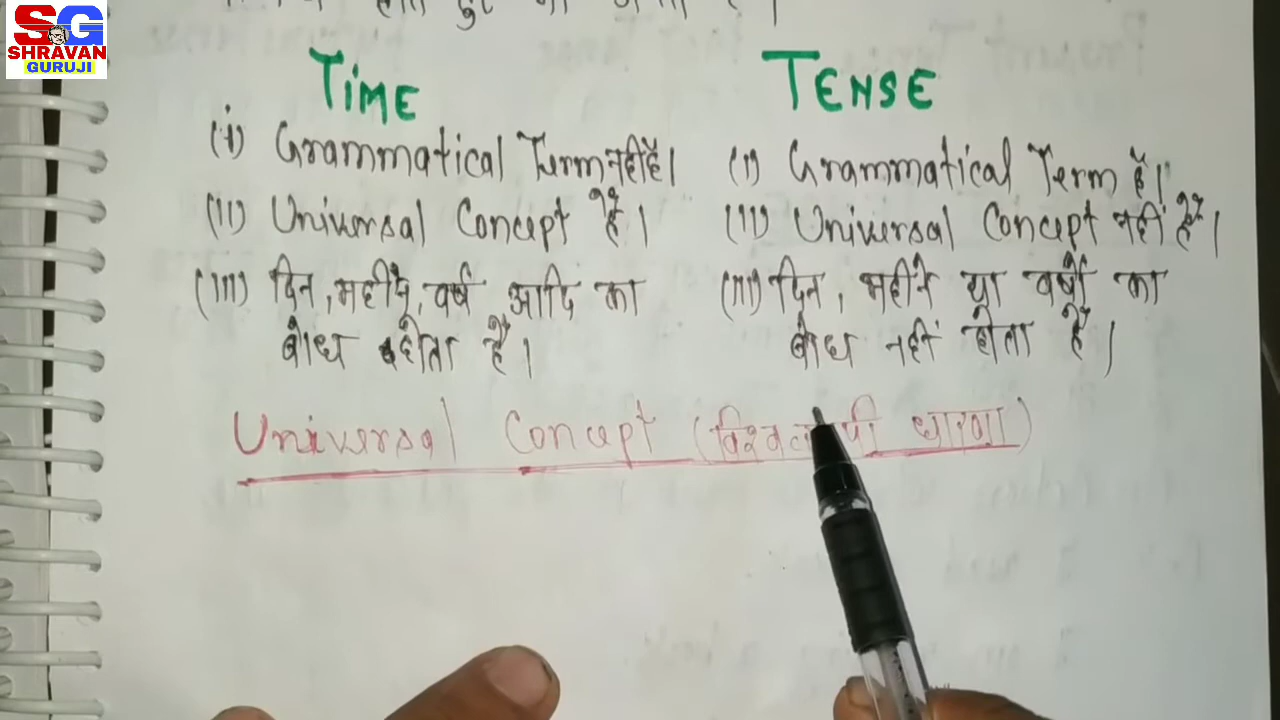 SG
SHRAVAN
GURUJI
TIME
(i) Grammatical Term नहीं है।
(II) Universal Concept है।
(III) दिन, महीने, वर्ष आदि का
बोध होता है।
TENSE
(I) Grammatical Term है।
(II) Universal Concept नहीं है।
(III) दिन, महीने या वर्षों का
बोध नहीं होता है।
Universal Concept (विश्वव्यापी धारणा)